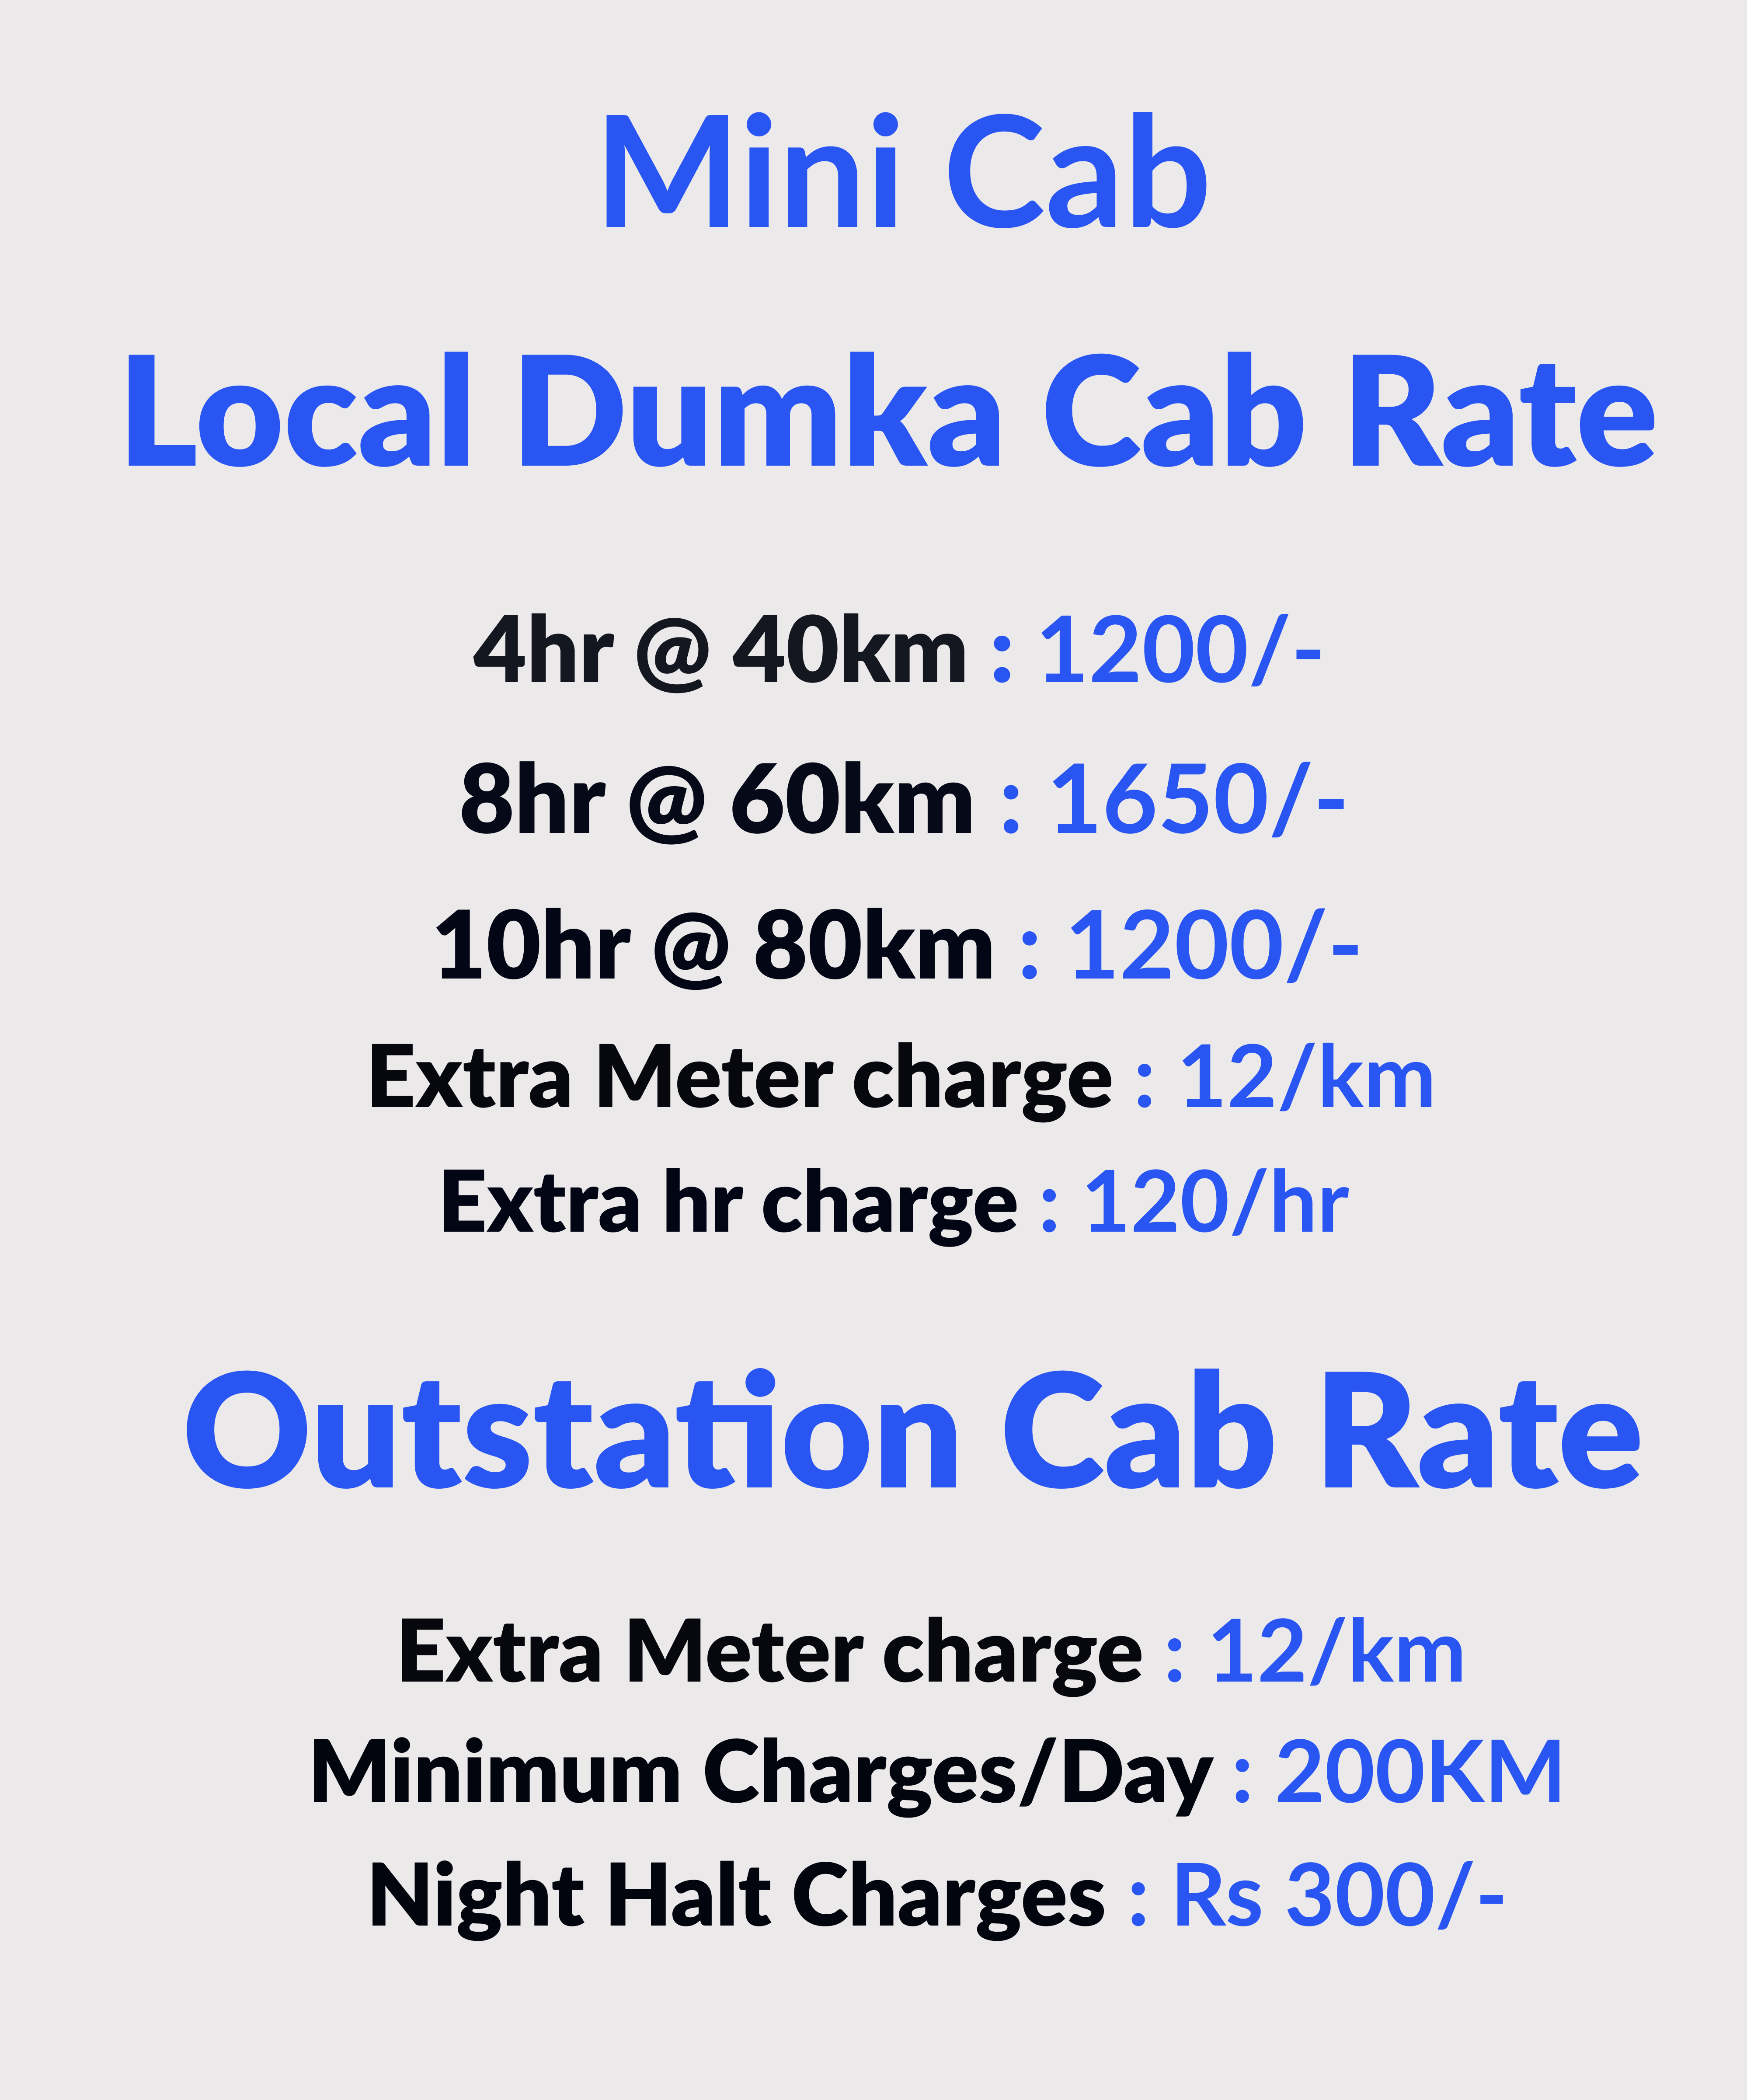 Mini Cab
Local Dumka Cab Rate
4hr @ 40km : 1200/-
8hr @ 60km : 1650/-
10hr @ 80km : 1200/-
Extra Meter charge : 12/km
Extra hr charge : 120/hr
Outstation Cab Rate
Extra Meter charge : 12/km
Minimum Charges/Day : 200KM
Night Halt Charges : Rs 300/-